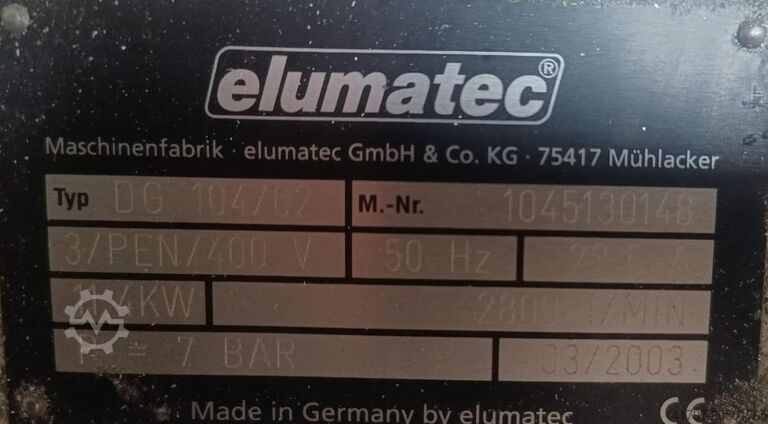 elumatec®
Maschinenfabrik · elumatec GmbH & Co. KG · 75417 Mühlacker
Typ DG 104/02 M.-Nr. 1045130148
3/PEN/400 V 50 Hz A
2800 1/MIN
= 7 BAR 03/2003
Made in Germany by elumatec CE